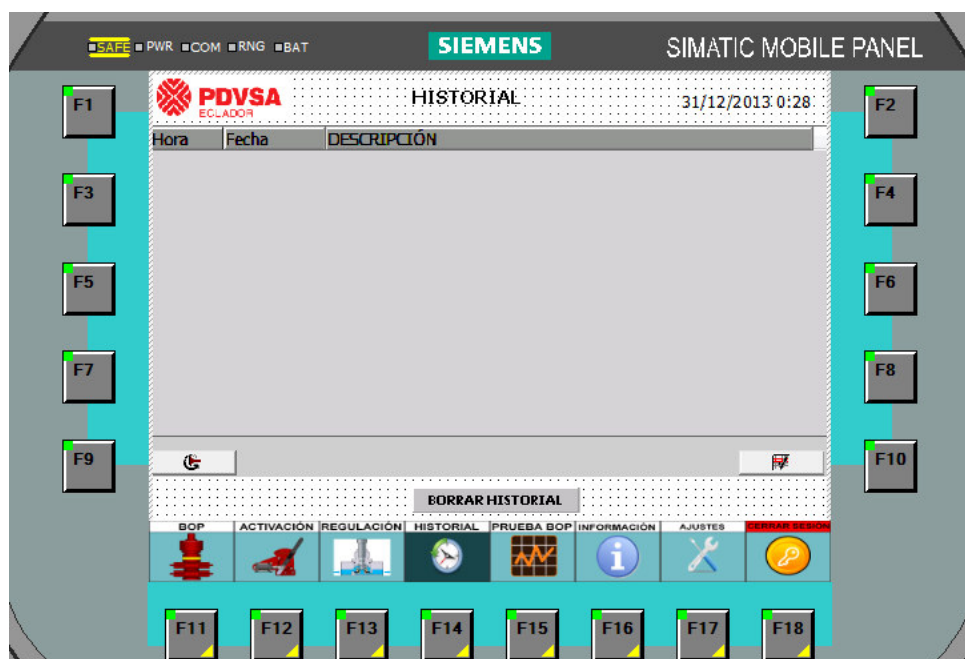 SAFE PWR COM RNG BAT SIEMENS SIMATIC MOBILE PANEL
F1 PDVSA HISTORIAL 31/12/2013 0:28 F2
ECUADOR
Hora Fecha DESCRIPCIÓN
F3 F4
F5 F6
F7 F8
F9 F10
BORRAR HISTORIAL
BOP ACTIVACIÓN REGULACIÓN HISTORIAL PRUEBA BOP INFORMACIÓN AJUSTES CERRAR SESIÓN
F11 F12 F13 F14 F15 F16 F17 F18